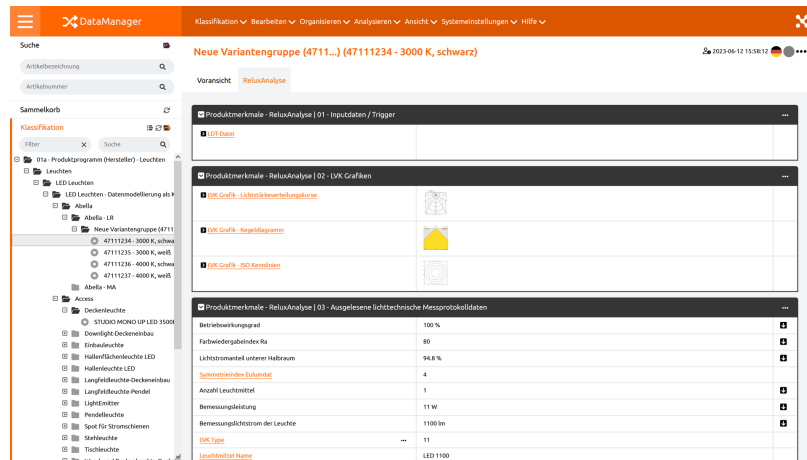 DataManager
Klassifikation Bearbeiten Organisieren Analysieren Ansicht Systemeinstellungen Hilfe
Suche
Artikelbezeichnung
Artikelnummer
Sammelkorb
Klassifikation
Filter x Suche
01a - Produktprogramm (Hersteller) - Leuchten
Leuchten
LED Leuchten
LED Leuchten - Datenmodellierung als K
Abella
Abella - LR
Neue Variantengruppe (4711
47111234 - 3000 K, schwa
47111235 - 3000 K, weiß
47111236 - 4000 K, schwa
47111237 - 4000 K, weiß
Abella - MA
Access
Deckenleuchte
STUDIO MONO UP LED 3500l
Downlight-Deckeneinbau
Einbauleuchte
Hallenflächenleuchte LED
Hallenleuchte LED
Langfeldleuchte-Deckeneinbau
Langfeldleuchte-Pendel
LightEmitter
Pendelleuchte
Spot für Stromschienen
Stehleuchte
Tischleuchte
Neue Variantengruppe (4711...) (47111234 - 3000 K, schwarz)
2023-06-12 15:58:12
Voransicht ReluxAnalyse
Produktmerkmale - ReluxAnalyse | 01 - Inputdaten / Trigger
LDT-Datei
Produktmerkmale - ReluxAnalyse | 02 - LVK Grafiken
LVK Grafik - Lichtstärkeverteilungskurve
LVK Grafik - Kegeldiagramm
LVK Grafik - ISO Kennlinien
Produktmerkmale - ReluxAnalyse | 03 - Ausgelesene lichttechnische Messprotokolldaten
Betriebswirkungsgrad 100 %
Farbwiedergabeindex Ra 80
Lichtstromanteil unterer Halbraum 94.8 %
Symmetrieindex Eulumdat 4
Anzahl Leuchtmittel 1
Bemessungsleistung 11 W
Bemessungslichtstrom der Leuchte 1100 lm
LVK Type ... 11
Leuchtmittel Name LED 1100